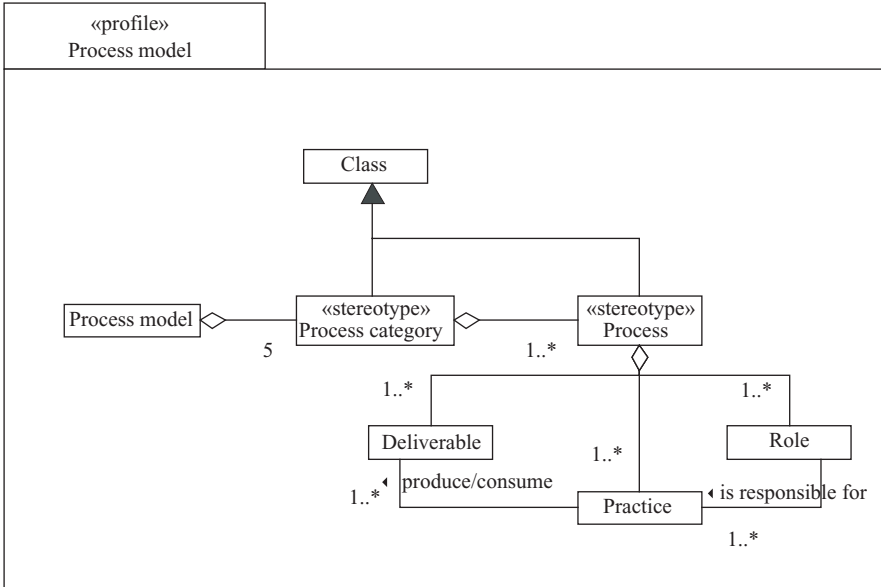 «profile»
Process model
Class
Process model
«stereotype»
Process category
«stereotype»
Process
5
1..*
1..*
1..*
Deliverable
Role
1..*
produce/consume
1..*
Practice
is responsible for
1..*